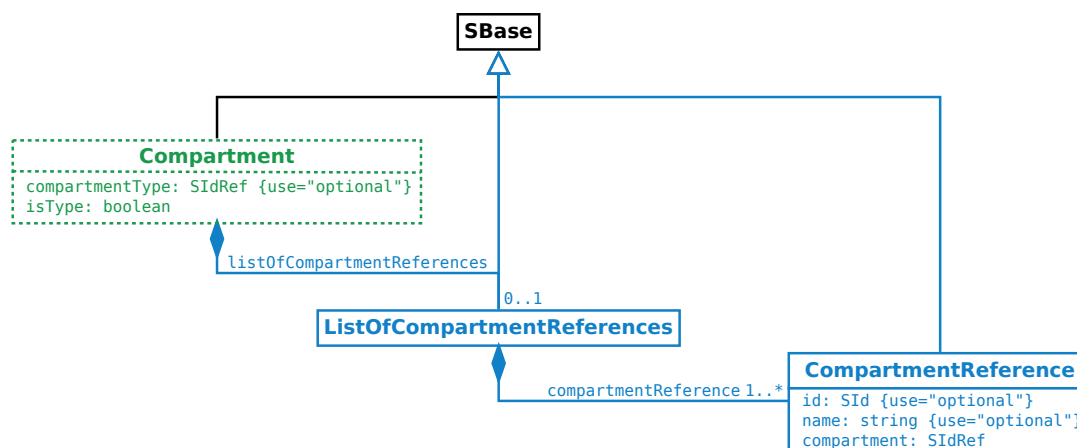 SBase
Compartment
compartmentType: SIdRef {use="optional"}
isType: boolean
listOfCompartmentReferences
0..1
ListOfCompartmentReferences
compartmentReference 1..*
CompartmentReference
id: SId {use="optional"}
name: string {use="optional"}
compartment: SIdRef